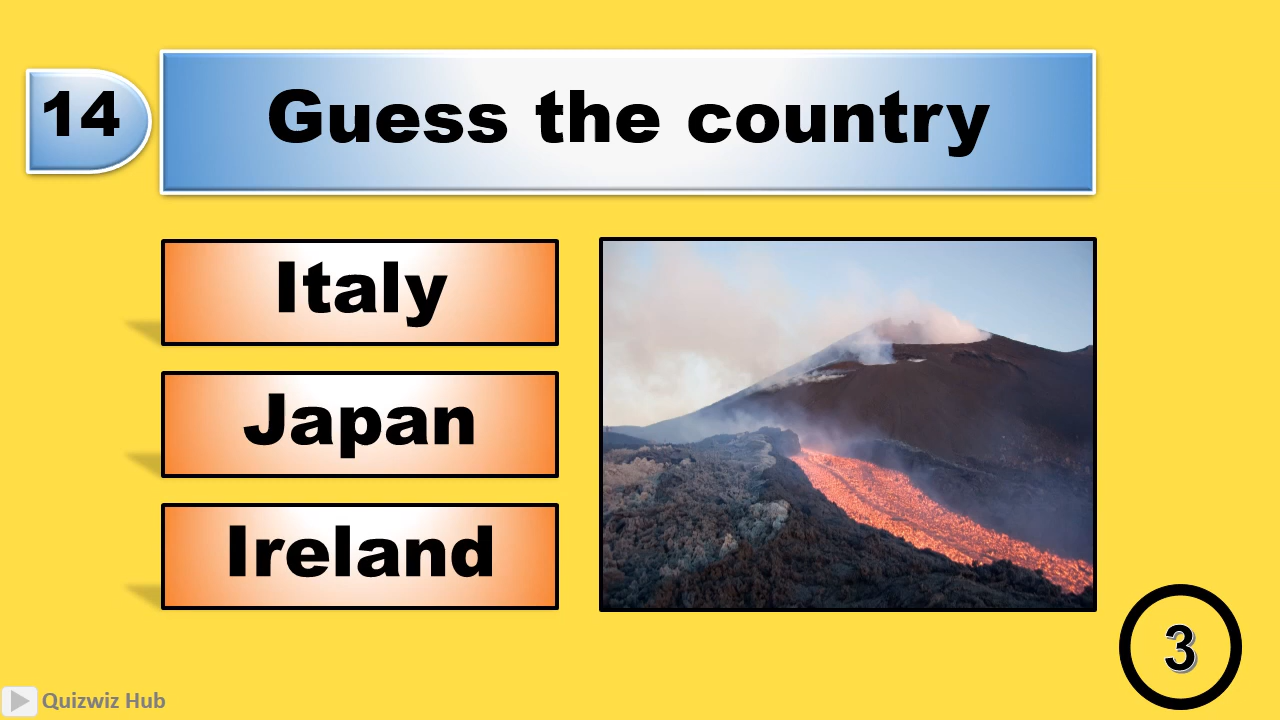 14
Guess the country
Italy
Japan
Ireland
3
Quizwiz Hub